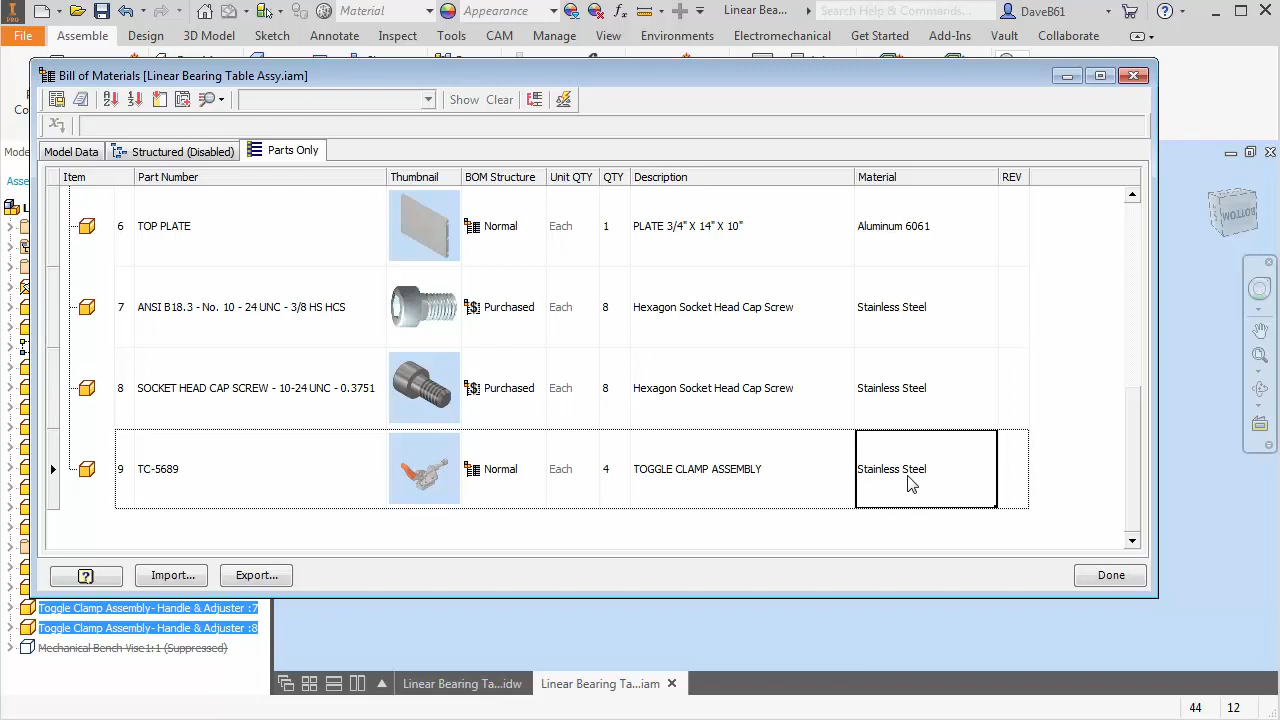 PRO
Material
Appearance
Linear Bea...
Search Help & Commands...
DaveB61
File
Assemble
Design
3D Model
Sketch
Annotate
Inspect
Tools
CAM
Manage
View
Environments
Electromechanical
Get Started
Add-Ins
Vault
Collaborate
Bill of Materials [Linear Bearing Table Assy.iam]
Show
Clear
Model Data
Structured (Disabled)
Parts Only
Item
Part Number
Thumbnail
BOM Structure
Unit QTY
QTY
Description
Material
REV
6 TOP PLATE Normal Each 1 PLATE 3/4" X 14" X 10" Aluminum 6061
7 ANSI B18.3 - No. 10 - 24 UNC - 3/8 HS HCS Purchased Each 8 Hexagon Socket Head Cap Screw Stainless Steel
8 SOCKET HEAD CAP SCREW - 10-24 UNC - 0.3751 Purchased Each 8 Hexagon Socket Head Cap Screw Stainless Steel
9 TC-5689 Normal Each 4 TOGGLE CLAMP ASSEMBLY Stainless Steel
Import...
Export...
Done
Toggle Clamp Assembly- Handle & Adjuster :7
Toggle Clamp Assembly- Handle & Adjuster :8
Mechanical Bench Vise1:1 (Suppressed)
Linear Bearing Ta...idw
Linear Bearing Ta...iam
44
12
BOTTOM